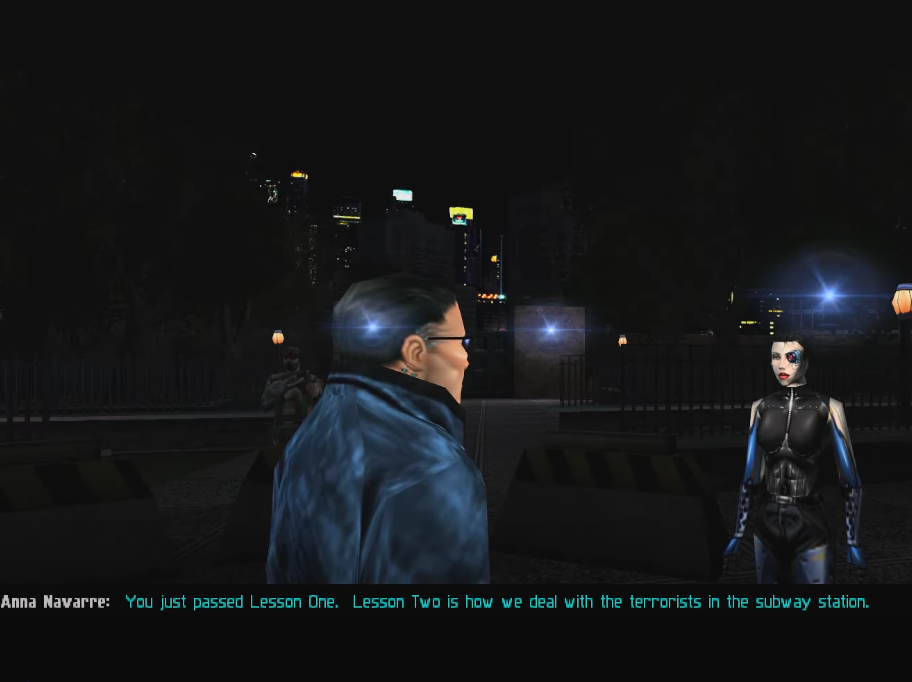 Anna Navarre: You just passed Lesson One. Lesson Two is how we deal with the terrorists in the subway station.